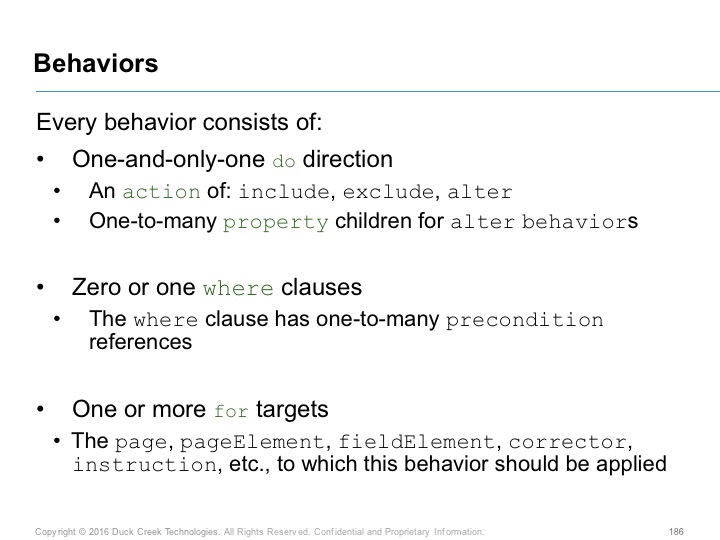 Behaviors
Every behavior consists of:
• One-and-only-one do direction
• An action of: include, exclude, alter
• One-to-many property children for alter behaviors
• Zero or one where clauses
• The where clause has one-to-many precondition
references
• One or more for targets
• The page, pageElement, fieldElement, corrector,
instruction, etc., to which this behavior should be applied
Copyright © 2016 Duck Creek Technologies. All Rights Reserved. Confidential and Proprietary Information. 186